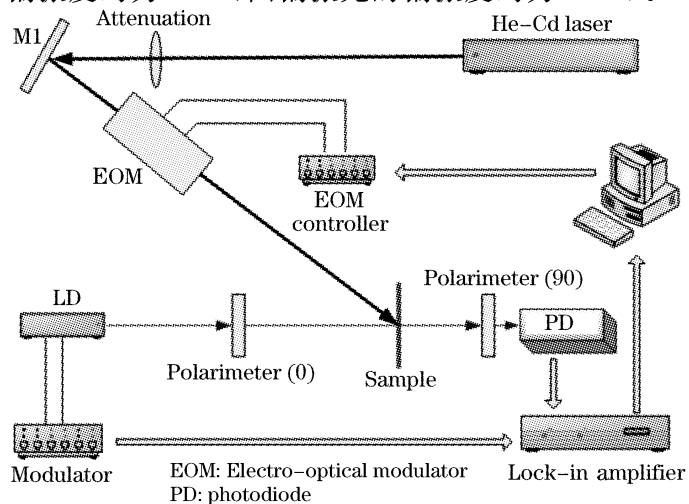 M1
Attenuation
He-Cd laser
EOM
EOM
controller
Polarimeter (90)
LD
PD
Polarimeter (0)
Sample
Modulator
EOM: Electro-optical modulator
PD: photodiode
Lock-in amplifier